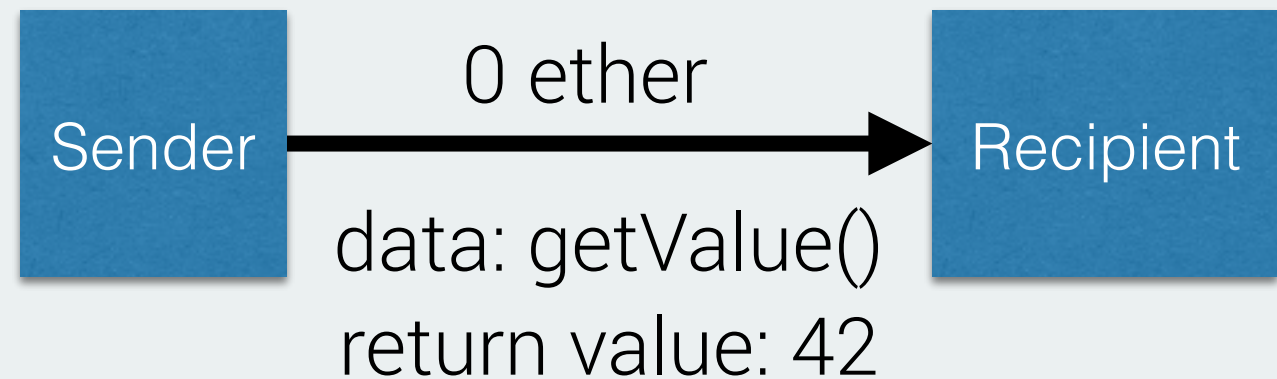 0 ether
Sender
Recipient
data: getValue()
return value: 42